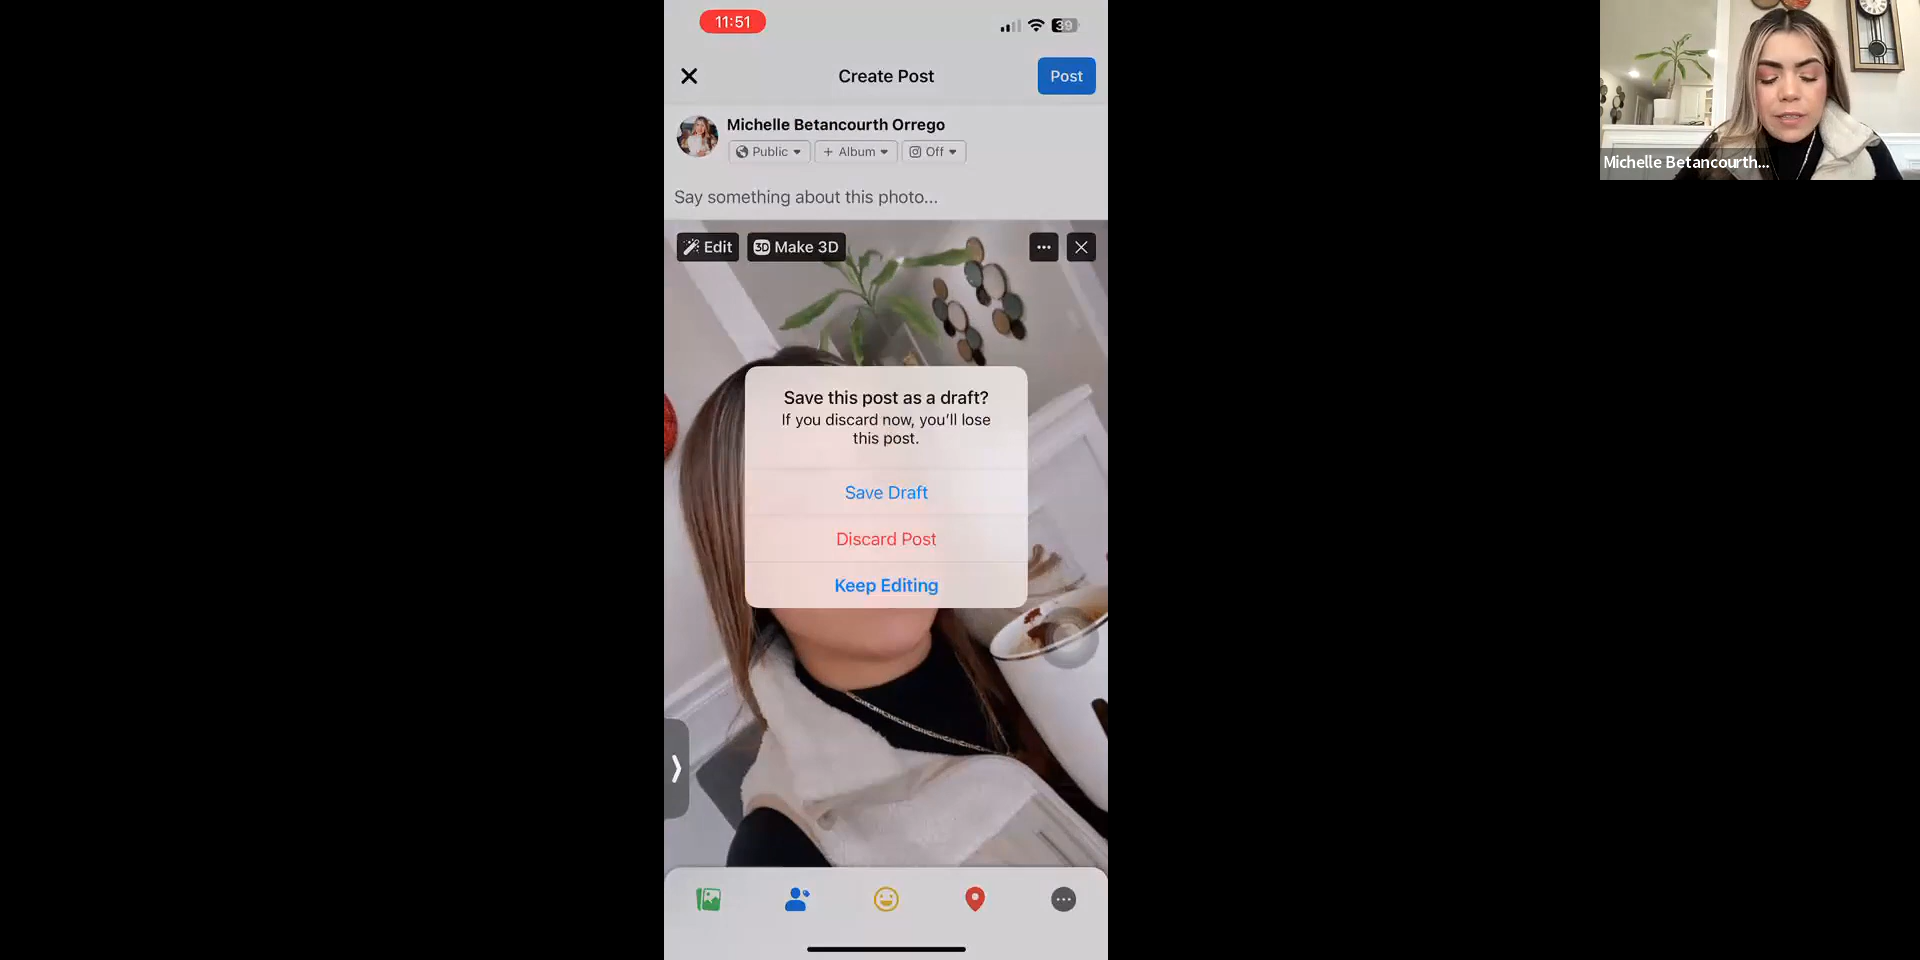 11:51
39
Create Post
Post
Michelle Betancourth Orrego
Public
+ Album
Off
Say something about this photo...
Edit
3D Make 3D
Save this post as a draft?
If you discard now, you'll lose
this post.
Save Draft
Discard Post
Keep Editing
Michelle Betancourth...